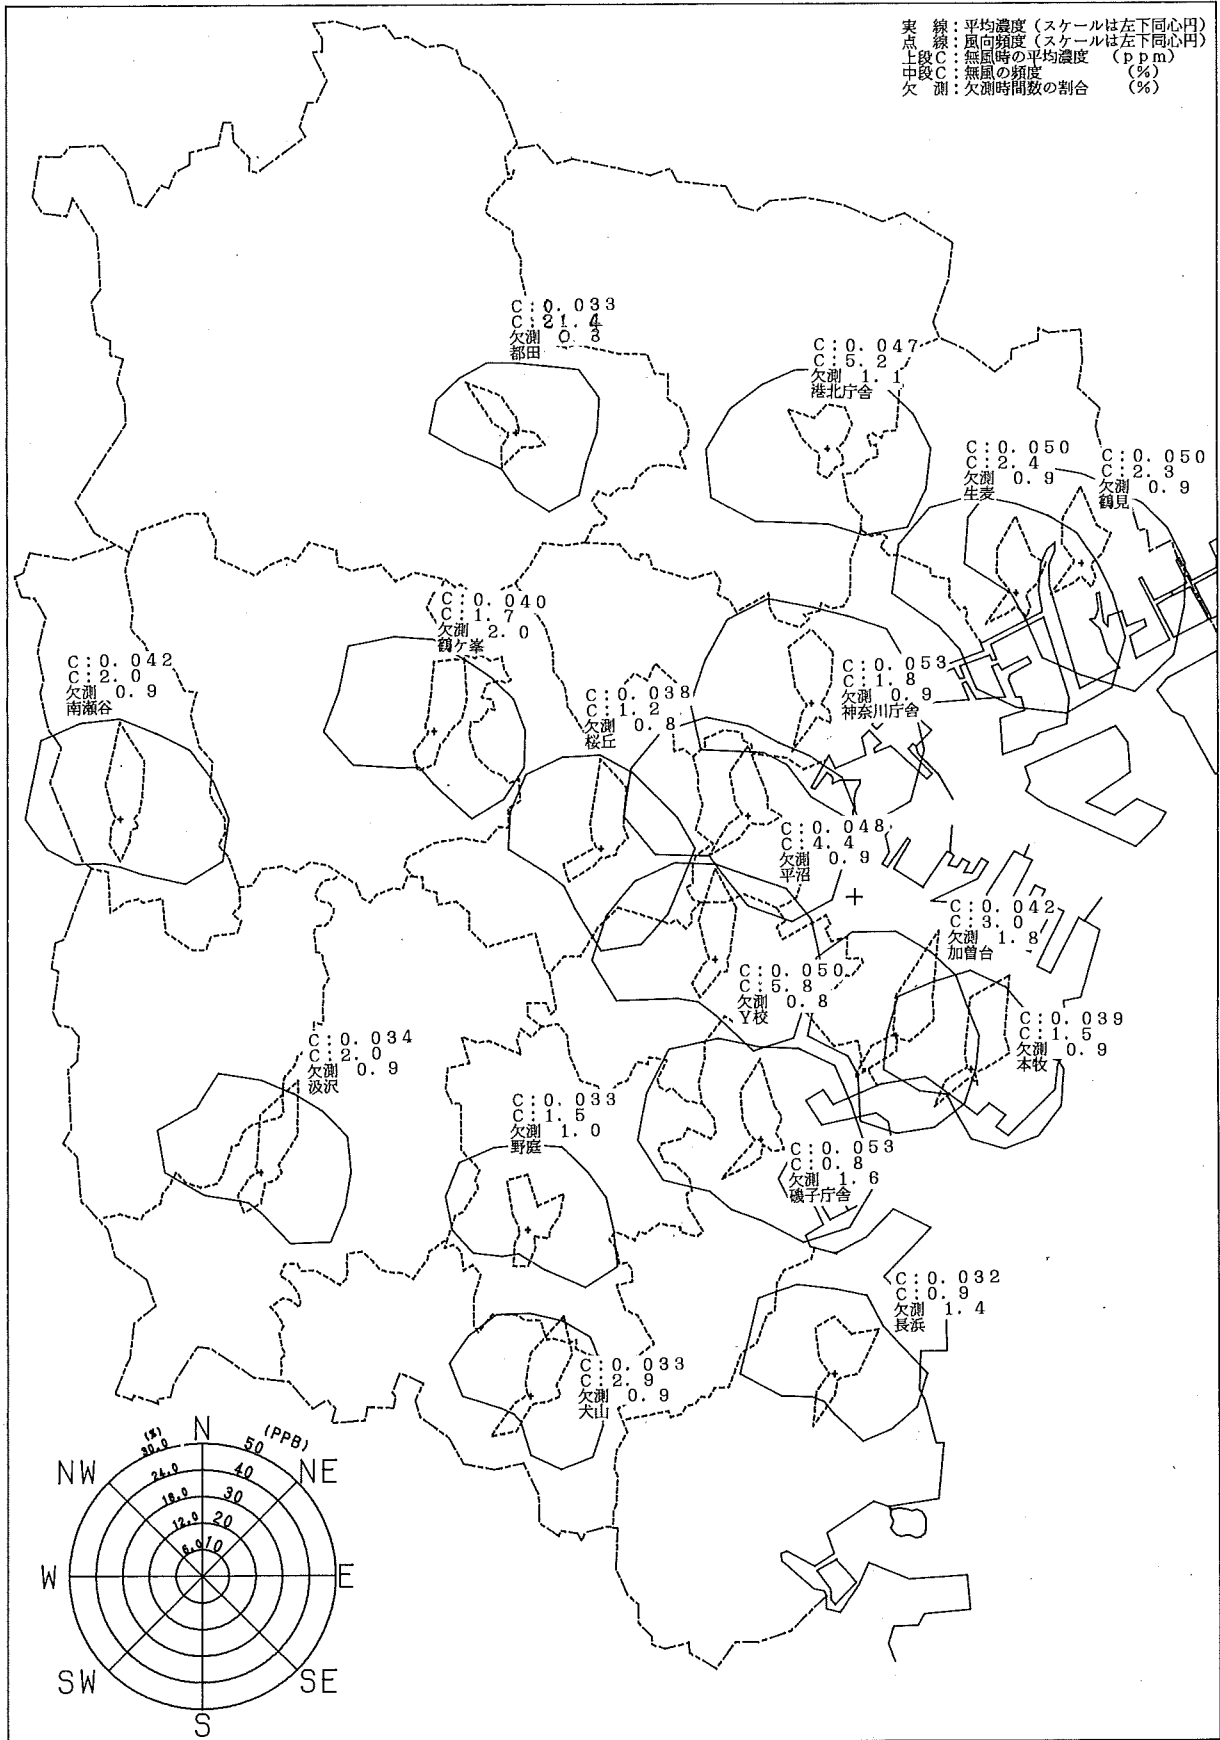 実 線：平均濃度（スケールは左下同心円）
点 線：風向頻度（スケールは左下同心円）
上段C：無風時の平均濃度 （ppm）
中段C：無風の頻度 （%）
欠 測：欠測時間数の割合 （%）
C：0.033
C：21.4
欠測 0.3
都田
C：0.047
C：5.2
欠測 1.1
港北庁舎
C：0.050
C：2.4
欠測 0.9
生麦
C：0.050
C：2.3
欠測 0.9
鶴見
C：0.040
C：1.7
欠測 2.0
鶴ケ峯
C：0.042
C：2.0
欠測 0.9
南瀬谷
C：0.038
C：1.2
欠測 0.8
桜丘
C：0.053
C：1.8
欠測 0.9
神奈川庁舎
C：0.048
C：4.4
欠測 0.9
平沼
C：0.042
C：3.0
欠測 1.8
加曽台
C：0.050
C：5.8
欠測 0.8
Y校
C：0.039
C：1.5
欠測 0.9
本牧
C：0.034
C：2.0
欠測 0.9
汲沢
C：0.033
C：1.5
欠測 1.0
野庭
C：0.053
C：0.8
欠測 1.6
磯子庁舎
C：0.032
C：0.9
欠測 1.4
長浜
C：0.033
C：2.9
欠測 0.9
犬山
(%) N (PPB)
30.0 50
NW 24.0 40 NE
18.0 30
12.0 20
6.0 10
W E
SW SE
S